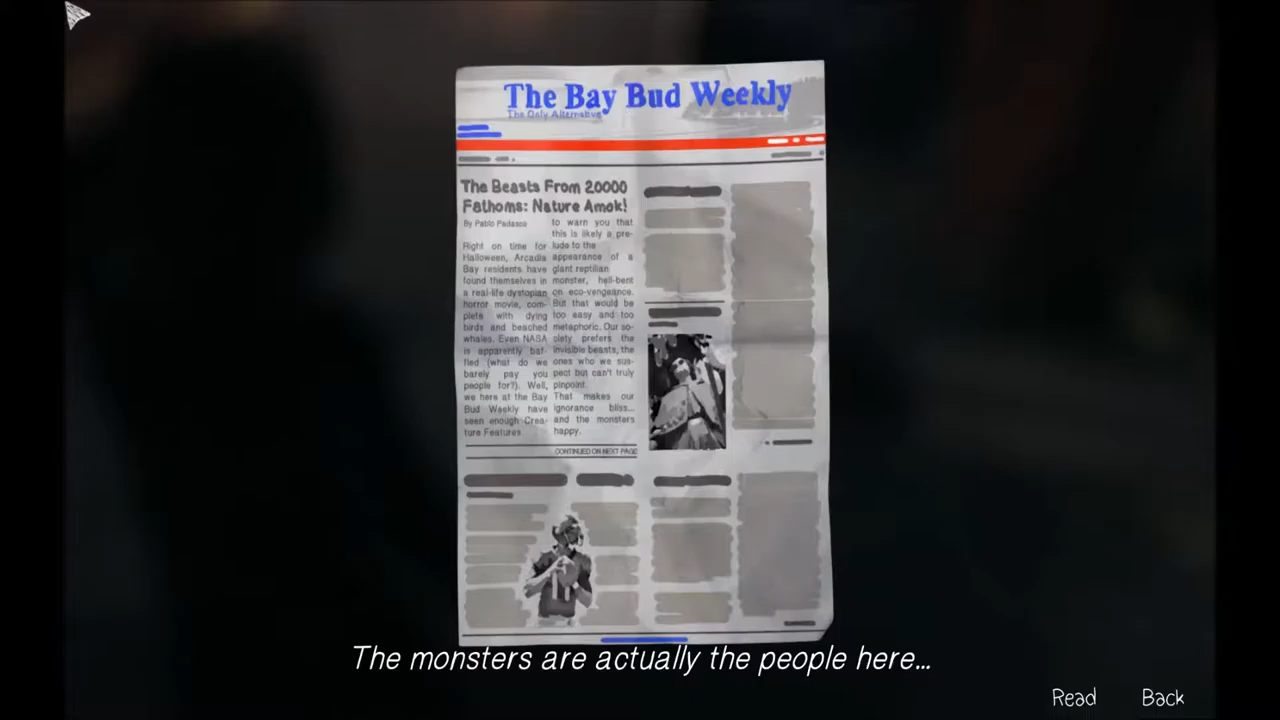 The Bay Bud Weekly
The Only Alternative
The Beasts From 20000
Fathoms: Nature Amok!
By Pablo Padasco
Right on time for
Halloween, Arcadia
Bay residents have
found themselves in
a real-life dystopian
horror movie, com-
plete with dying
birds and beached
whales. Even NASA
is apparently baf-
fled (what do we
barely pay you
people for?). Well,
we here at the Bay
Bud Weekly have
seen enough Crea-
ture Features
to warn you that
this is likely a pre-
lude to the
appearance of a
giant reptilian
monster, hell-bent
on eco-vengeance.
But that would be
too easy and too
metaphoric. Our so-
ciety prefers the
invisible beasts, the
ones who we sus-
pect but can't truly
pinpoint.
That makes our
ignorance bliss...
and the monsters
happy.
CONTINUED ON NEXT PAGE
The monsters are actually the people here...
Read Back